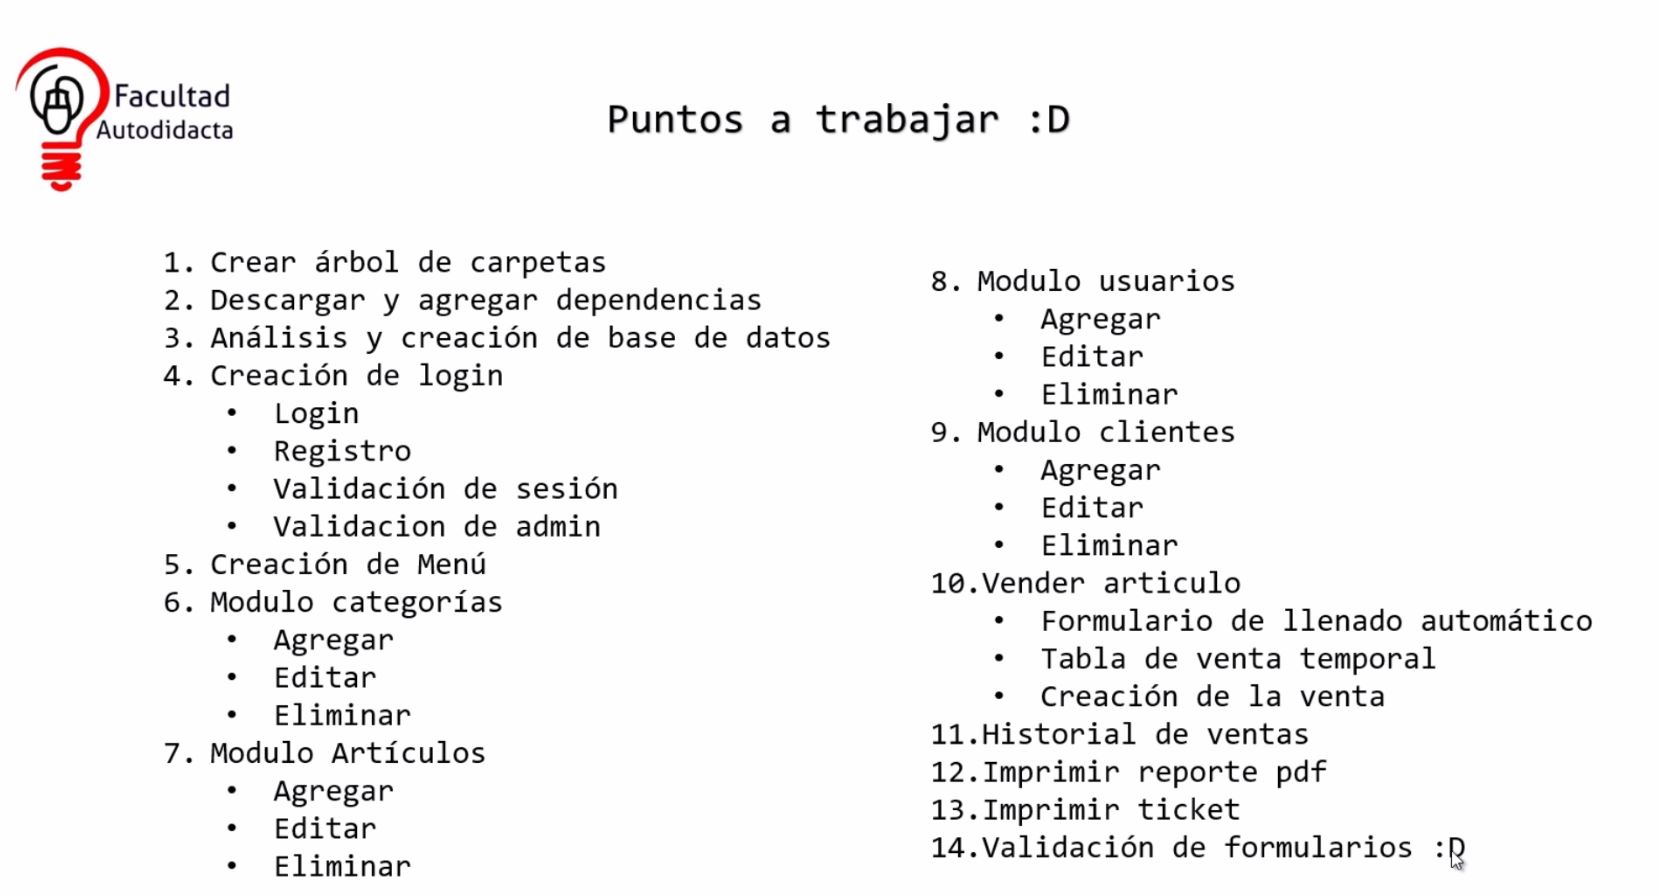 Facultad
Autodidacta
Puntos a trabajar :D
1. Crear árbol de carpetas
2. Descargar y agregar dependencias
3. Análisis y creación de base de datos
4. Creación de login
• Login
• Registro
• Validación de sesión
• Validacion de admin
5. Creación de Menú
6. Modulo categorías
• Agregar
• Editar
• Eliminar
7. Modulo Artículos
• Agregar
• Editar
• Eliminar
8. Modulo usuarios
• Agregar
• Editar
• Eliminar
9. Modulo clientes
• Agregar
• Editar
• Eliminar
10.Vender articulo
• Formulario de llenado automático
• Tabla de venta temporal
• Creación de la venta
11.Historial de ventas
12.Imprimir reporte pdf
13.Imprimir ticket
14.Validación de formularios :D